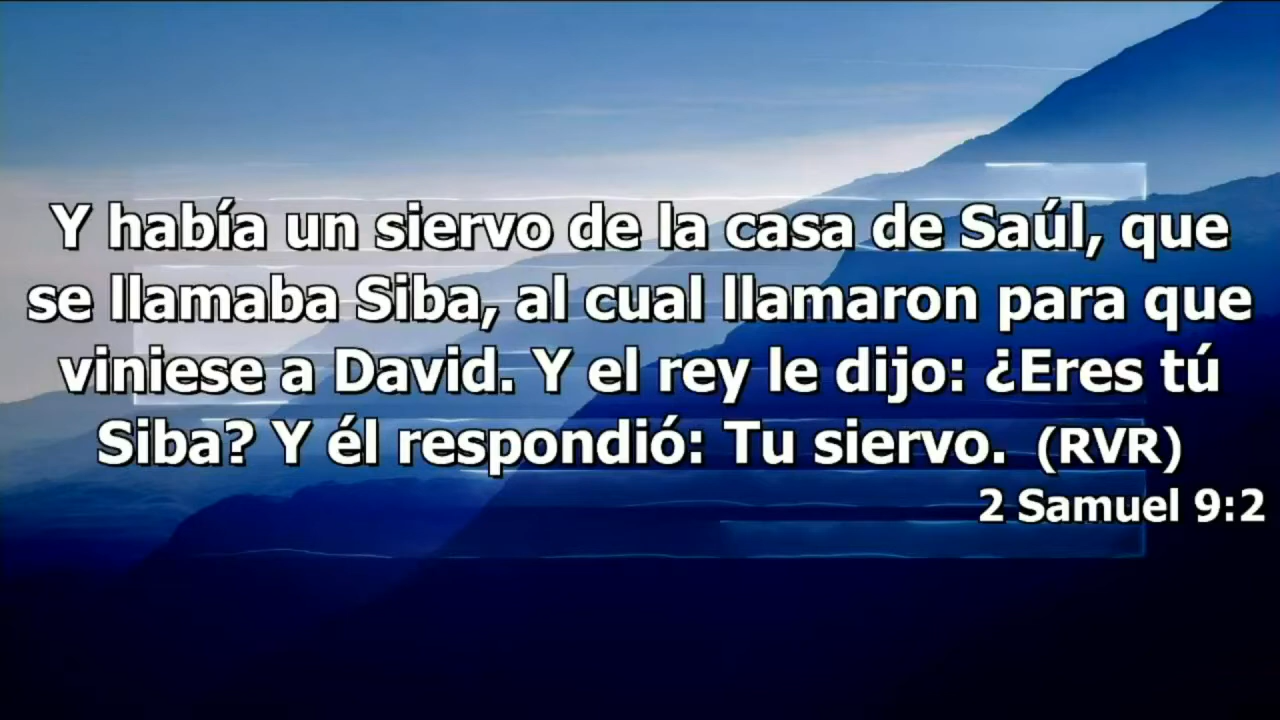 Y había un siervo de la casa de Saúl, que
se llamaba Siba, al cual llamaron para que
viniese a David. Y el rey le dijo: ¿Eres tú
Siba? Y él respondió: Tu siervo. (RVR)
2 Samuel 9:2